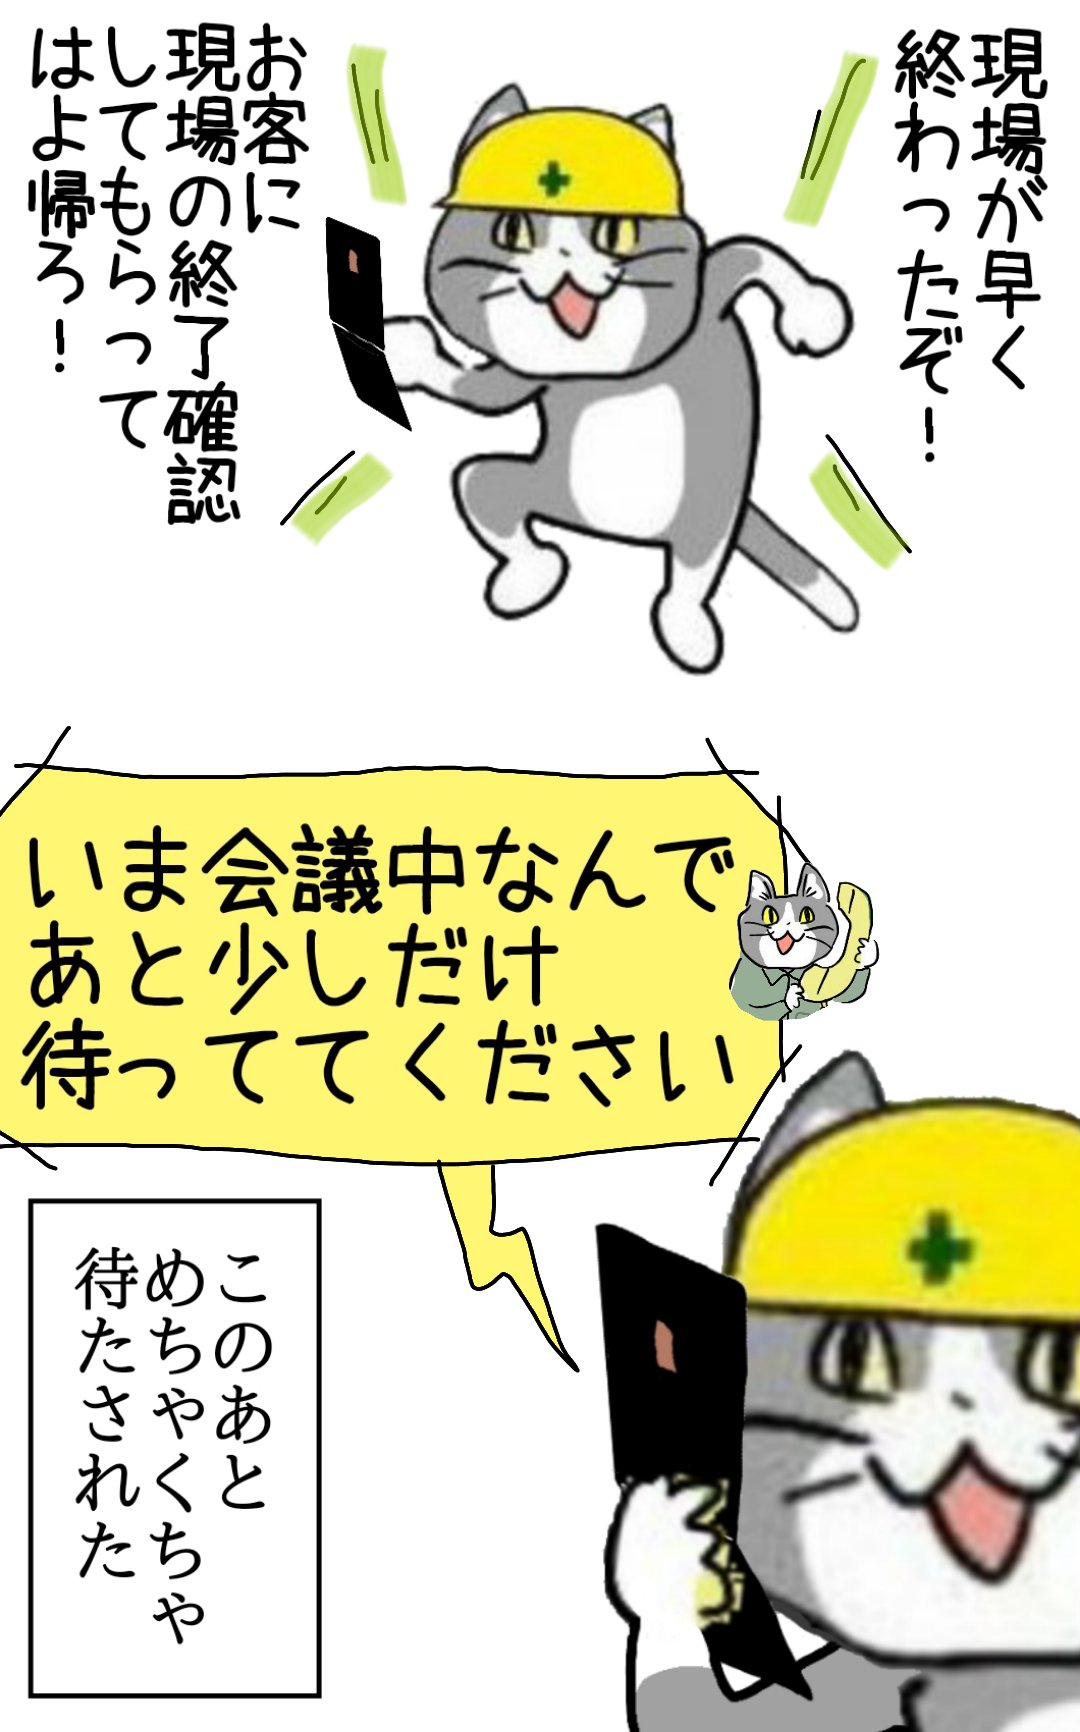 現場が早く
終わったぞ！
お客に
現場の終了確認
してもらって
はよ帰ろ！
いま会議中なんで
あと少しだけ
待っててください
このあと
めちゃくちゃ
待たされた